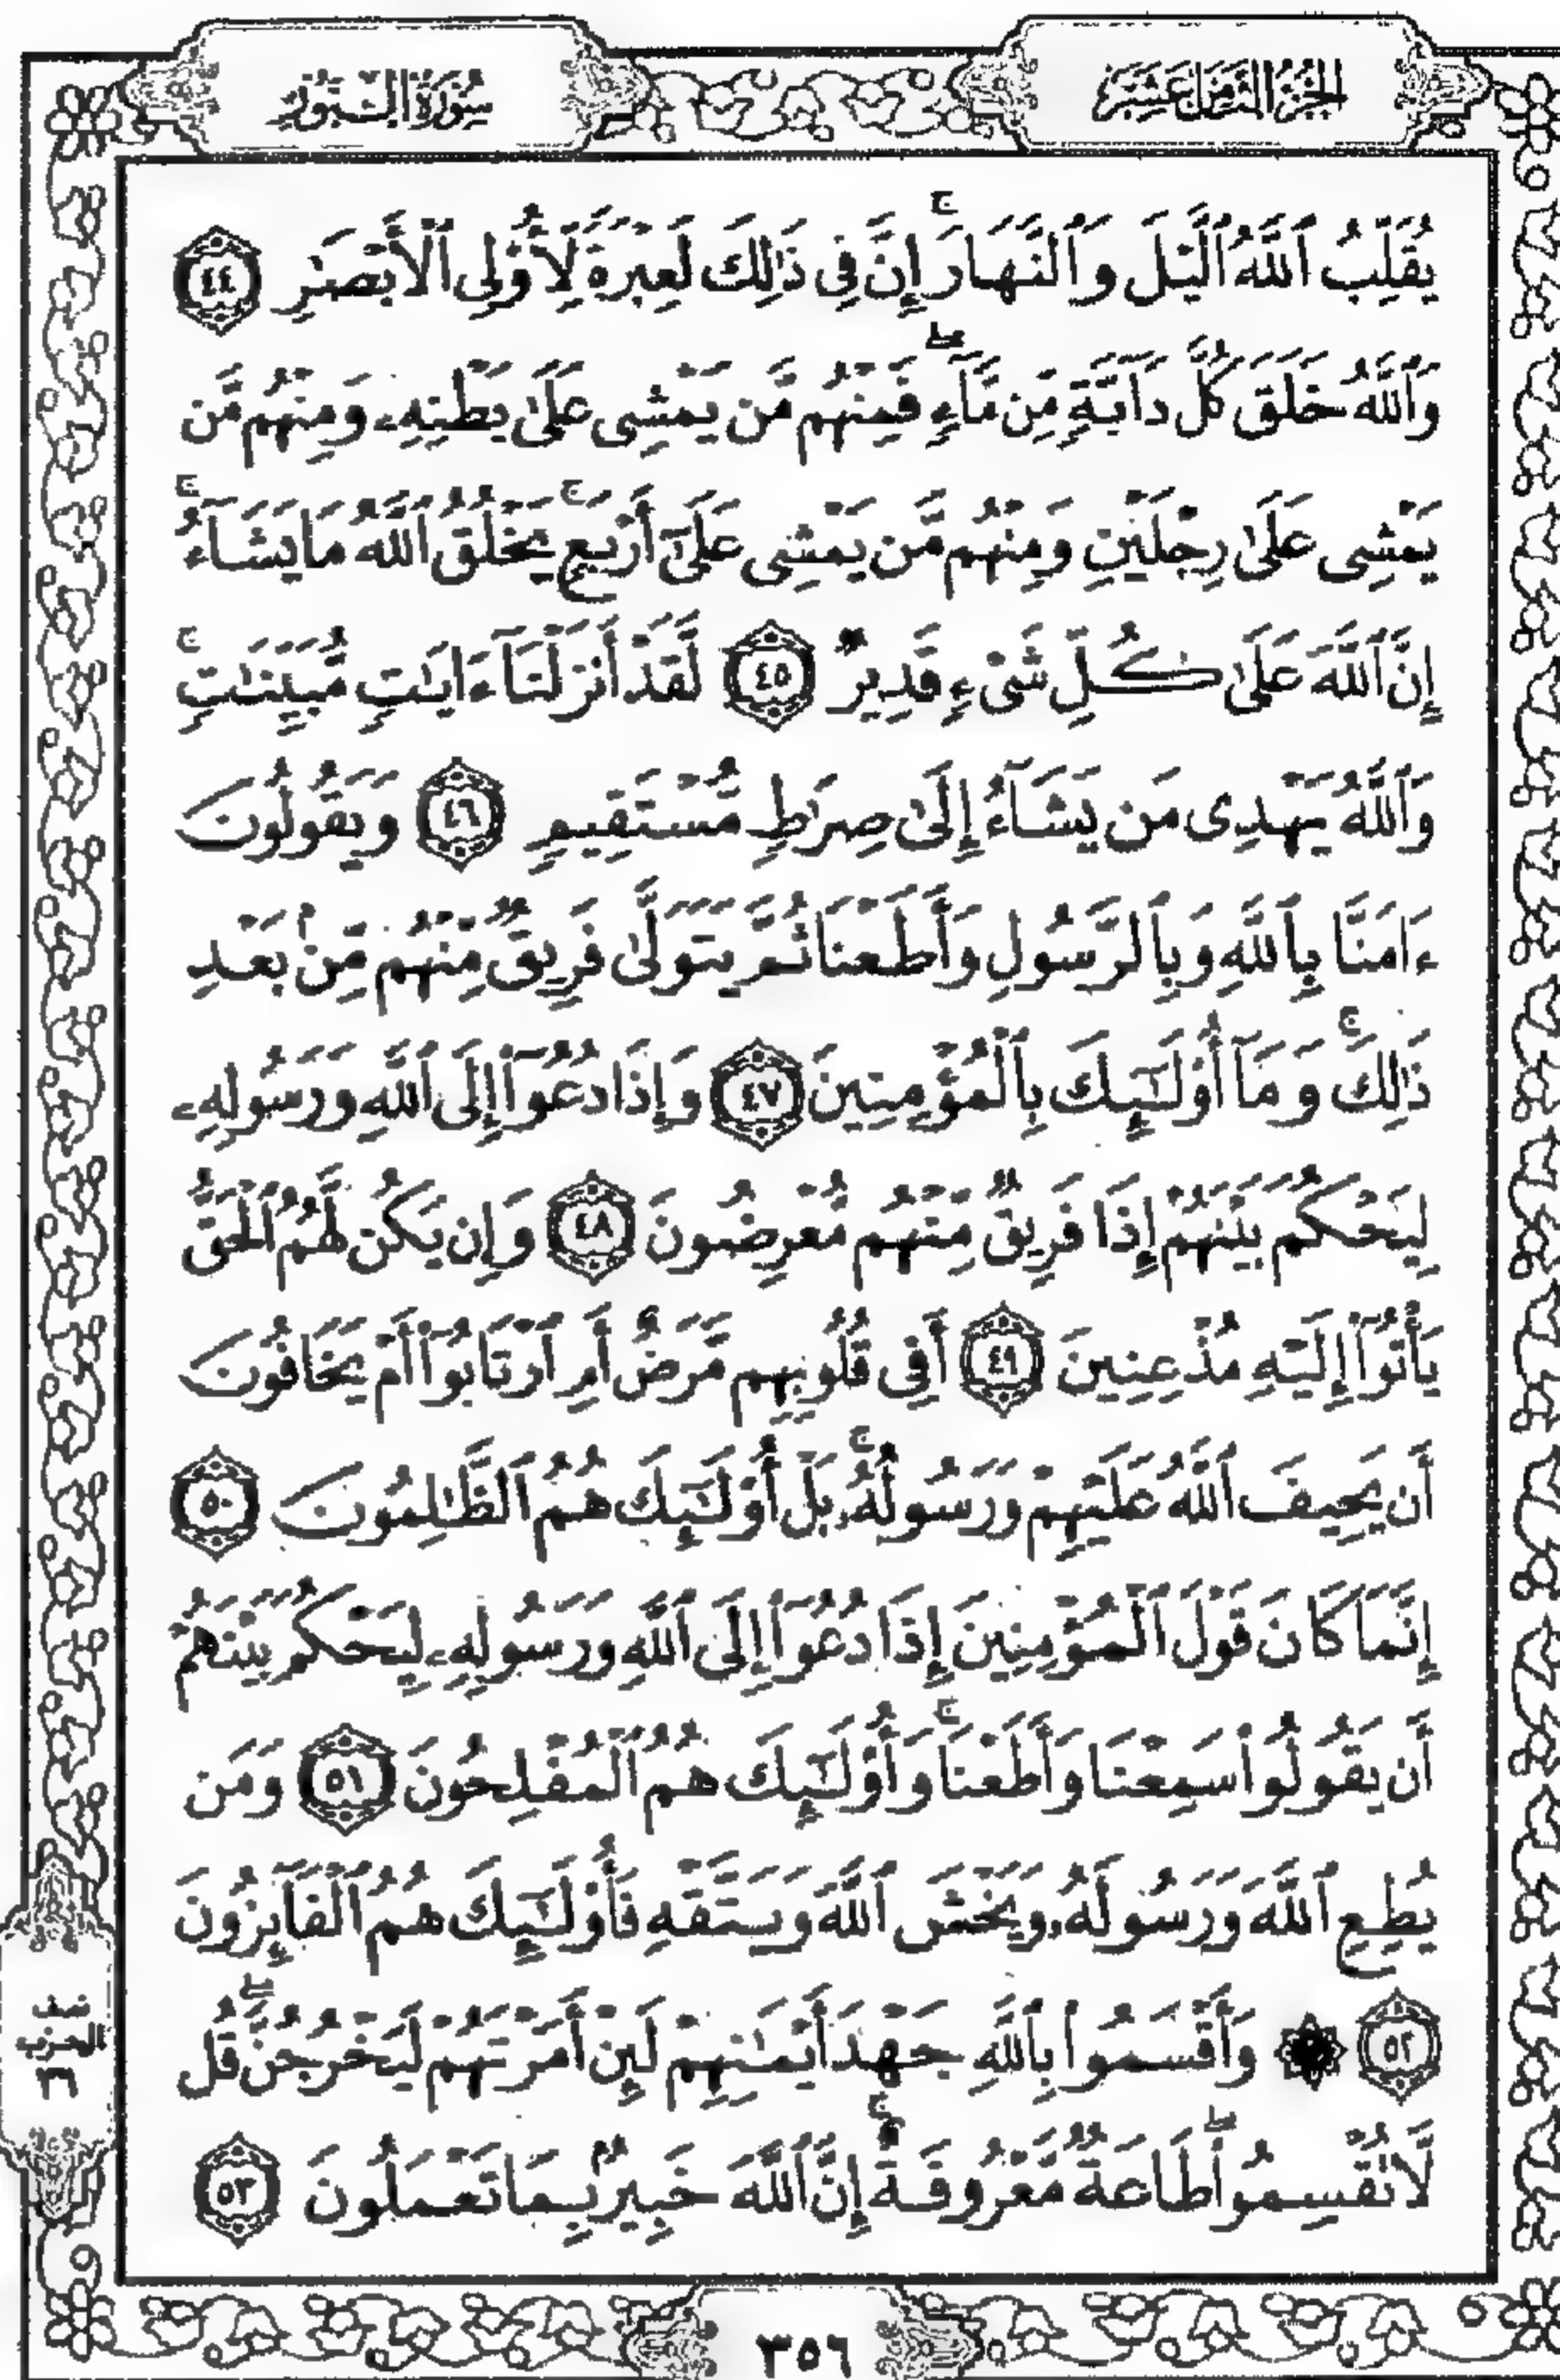 الجزء الثامن عشر
سورة النور
يُقَلِّبُ ٱللَّهُ ٱلَّيْلَ وَٱلنَّهَارَ ۚ إِنَّ فِى ذَٰلِكَ لَعِبْرَةً لِّأُو۟لِى ٱلْأَبْصَـٰرِ ٤٤
وَٱللَّهُ خَلَقَ كُلَّ دَآبَّةٍ مِّن مَّآءٍ ۖ فَمِنْهُم مَّن يَمْشِى عَلَىٰ بَطْنِهِۦ وَمِنْهُم مَّن
يَمْشِى عَلَىٰ رِجْلَيْنِ وَمِنْهُم مَّن يَمْشِى عَلَىٰٓ أَرْبَعٍ ۚ يَخْلُقُ ٱللَّهُ مَا يَشَآءُ ۚ
إِنَّ ٱللَّهَ عَلَىٰ كُلِّ شَىْءٍ قَدِيرٌ ٤٥ لَّقَدْ أَنزَلْنَآ ءَايَـٰتٍ مُّبَيِّنَـٰتٍ ۚ
وَٱللَّهُ يَهْدِى مَن يَشَآءُ إِلَىٰ صِرَٰطٍ مُّسْتَقِيمٍ ٤٦ وَيَقُولُونَ
ءَامَنَّا بِٱللَّهِ وَبِٱلرَّسُولِ وَأَطَعْنَا ثُمَّ يَتَوَلَّىٰ فَرِيقٌ مِّنْهُم مِّنۢ بَعْدِ
ذَٰلِكَ ۚ وَمَآ أُو۟لَـٰٓئِكَ بِٱلْمُؤْمِنِينَ ٤٧ وَإِذَا دُعُوٓا۟ إِلَى ٱللَّهِ وَرَسُولِهِۦ
لِيَحْكُمَ بَيْنَهُمْ إِذَا فَرِيقٌ مِّنْهُم مُّعْرِضُونَ ٤٨ وَإِن يَكُن لَّهُمُ ٱلْحَقُّ
يَأْتُوٓا۟ إِلَيْهِ مُذْعِنِينَ ٤٩ أَفِى قُلُوبِهِم مَّرَضٌ أَمِ ٱرْتَابُوٓا۟ أَمْ يَخَافُونَ
أَن يَحِيفَ ٱللَّهُ عَلَيْهِمْ وَرَسُولُهُۥ ۚ بَلْ أُو۟لَـٰٓئِكَ هُمُ ٱلظَّـٰلِمُونَ ٥٠
إِنَّمَا كَانَ قَوْلَ ٱلْمُؤْمِنِينَ إِذَا دُعُوٓا۟ إِلَى ٱللَّهِ وَرَسُولِهِۦ لِيَحْكُمَ بَيْنَهُمْ
أَن يَقُولُوا۟ سَمِعْنَا وَأَطَعْنَا ۚ وَأُو۟لَـٰٓئِكَ هُمُ ٱلْمُفْلِحُونَ ٥١ وَمَن
يُطِعِ ٱللَّهَ وَرَسُولَهُۥ وَيَخْشَ ٱللَّهَ وَيَتَّقْهِ فَأُو۟لَـٰٓئِكَ هُمُ ٱلْفَآئِزُونَ
٥٢ ۞ وَأَقْسَمُوا۟ بِٱللَّهِ جَهْدَ أَيْمَـٰنِهِمْ لَئِنْ أَمَرْتَهُمْ لَيَخْرُجُنَّ ۖ قُل
لَّا تُقْسِمُوا۟ ۖ طَاعَةٌ مَّعْرُوفَةٌ ۚ إِنَّ ٱللَّهَ خَبِيرٌۢ بِمَا تَعْمَلُونَ ٥٣
نصف
الحزب
٣٦
٣٥٦